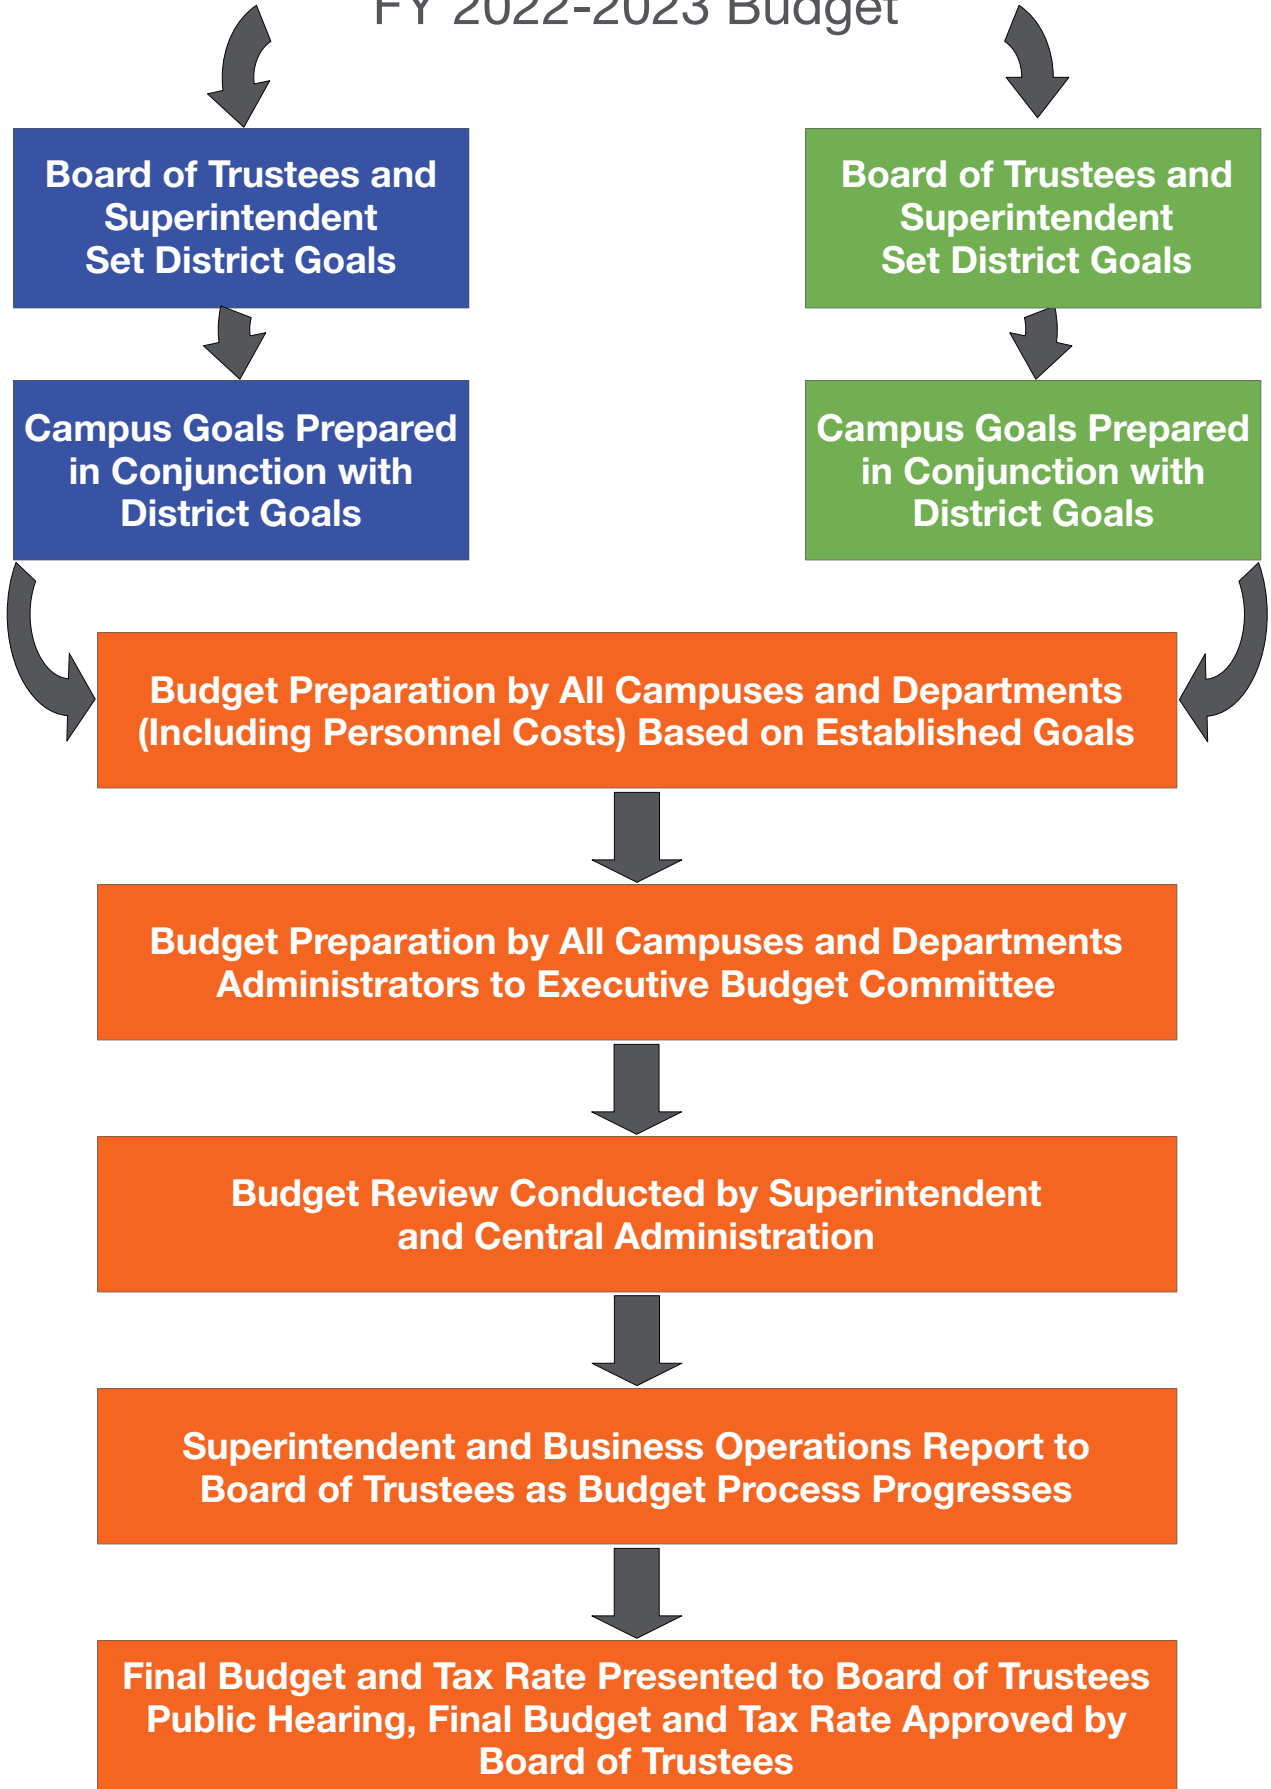 FY 2022-2023 Budget
Board of Trustees and
Superintendent
Set District Goals
Board of Trustees and
Superintendent
Set District Goals
Campus Goals Prepared
in Conjunction with
District Goals
Campus Goals Prepared
in Conjunction with
District Goals
Budget Preparation by All Campuses and Departments
(Including Personnel Costs) Based on Established Goals
Budget Preparation by All Campuses and Departments
Administrators to Executive Budget Committee
Budget Review Conducted by Superintendent
and Central Administration
Superintendent and Business Operations Report to
Board of Trustees as Budget Process Progresses
Final Budget and Tax Rate Presented to Board of Trustees
Public Hearing, Final Budget and Tax Rate Approved by
Board of Trustees